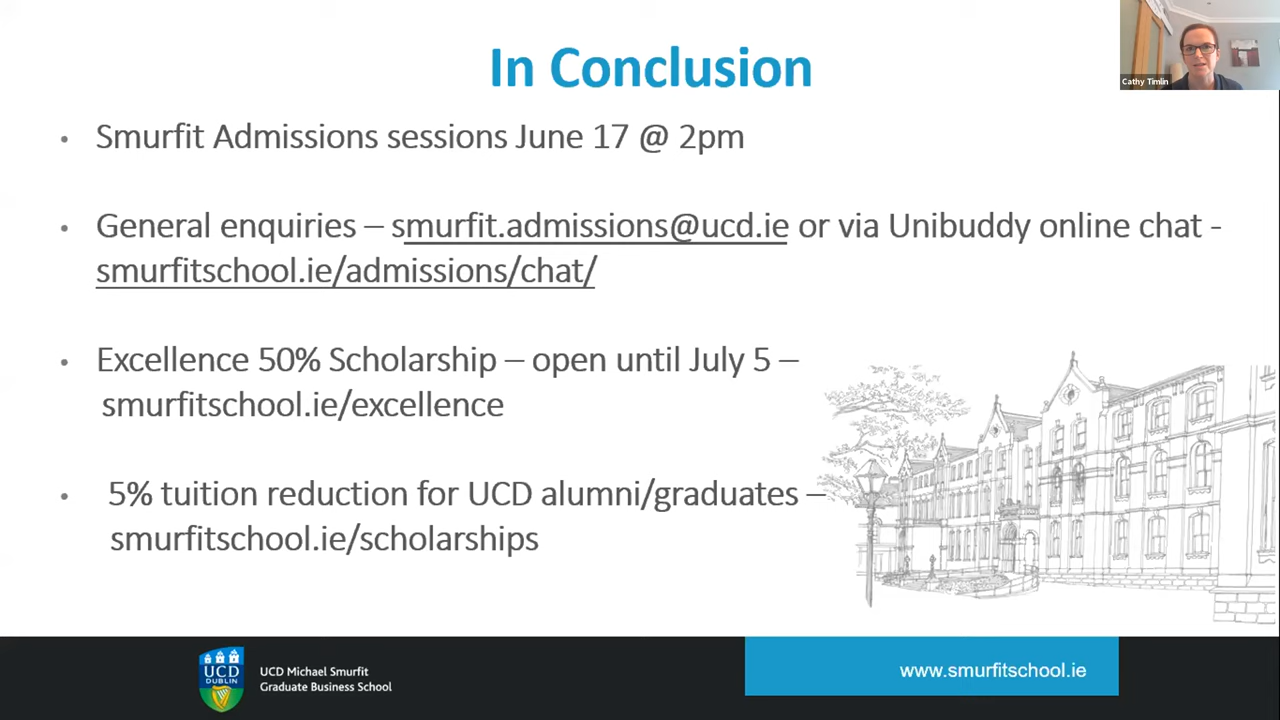 In Conclusion
Cathy Timlin
• Smurfit Admissions sessions June 17 @ 2pm
• General enquiries – smurfit.admissions@ucd.ie or via Unibuddy online chat -
smurfitschool.ie/admissions/chat/
• Excellence 50% Scholarship – open until July 5 –
smurfitschool.ie/excellence
• 5% tuition reduction for UCD alumni/graduates –
smurfitschool.ie/scholarships
UCD
DUBLIN
UCD Michael Smurfit
Graduate Business School
www.smurfitschool.ie